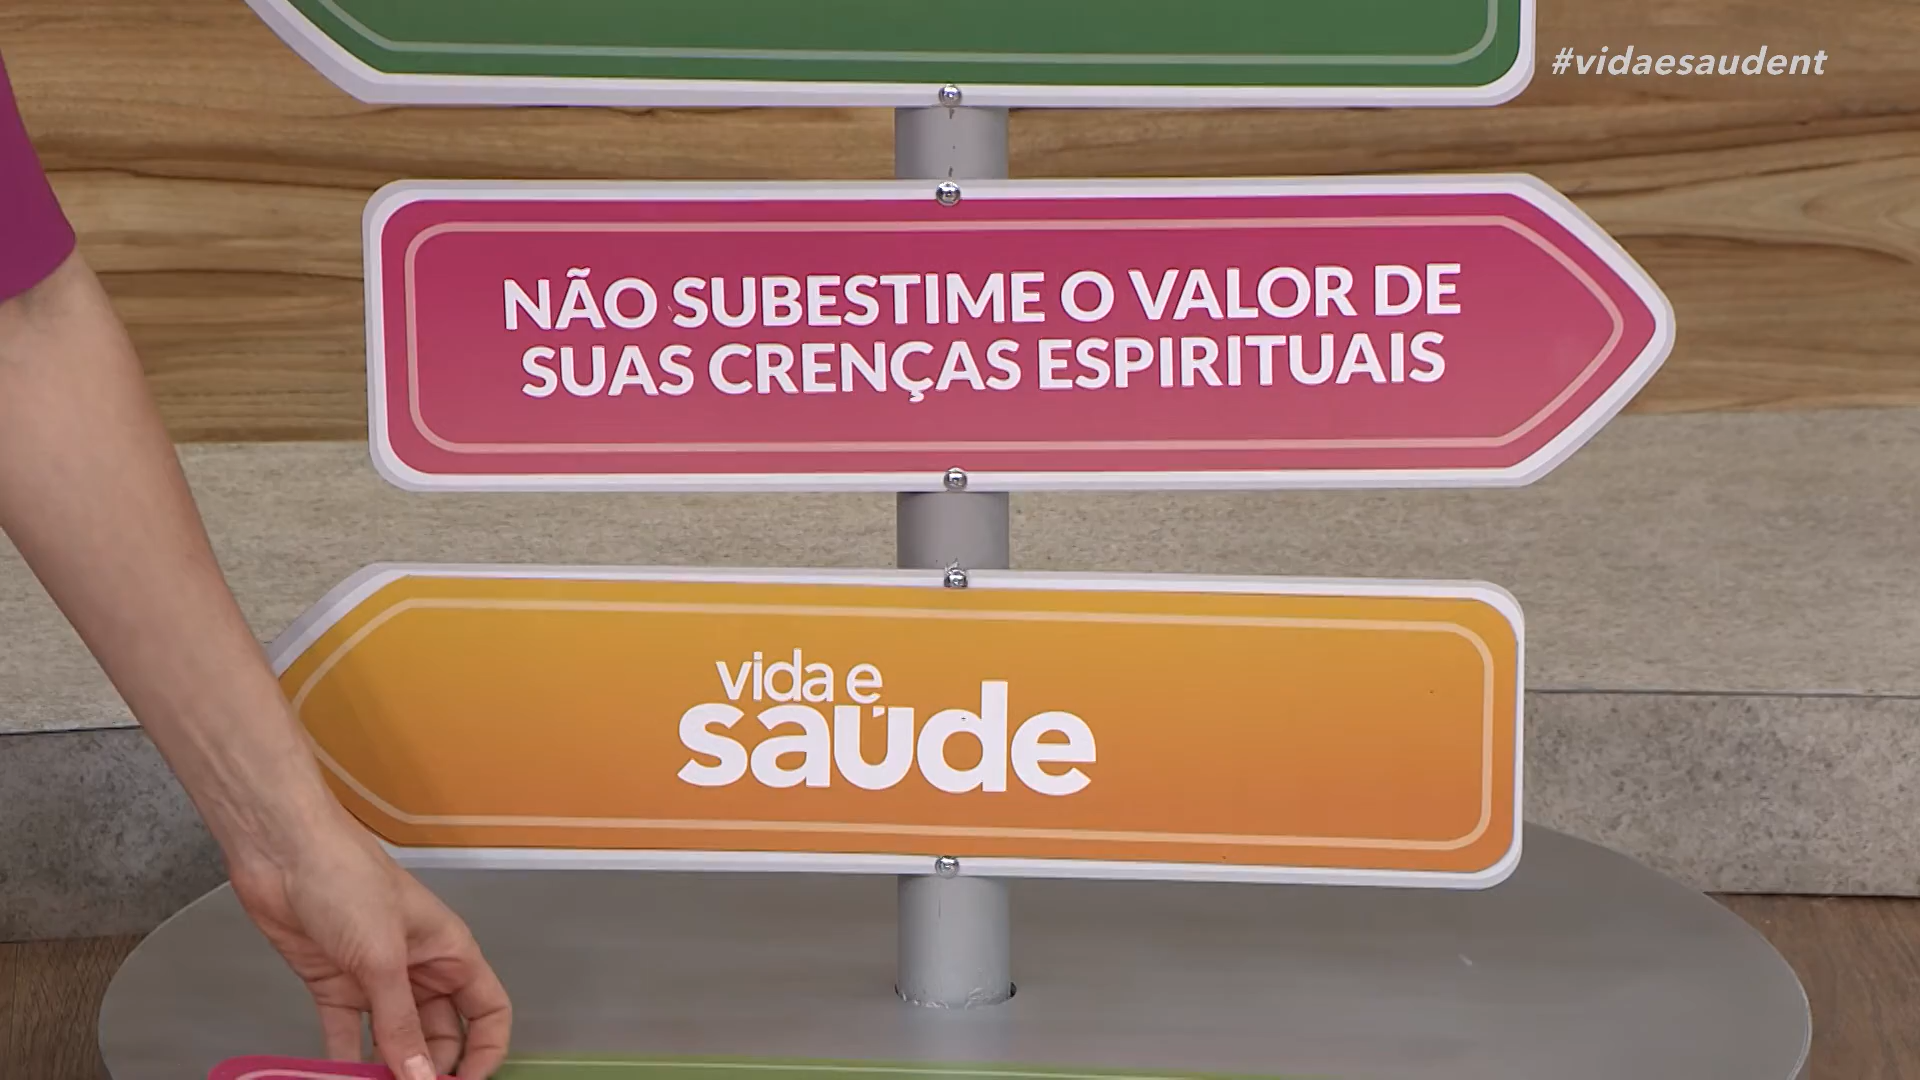 #vidaesaudent
NÃO SUBESTIME O VALOR DE
SUAS CRENÇAS ESPIRITUAIS
vida e
saúde